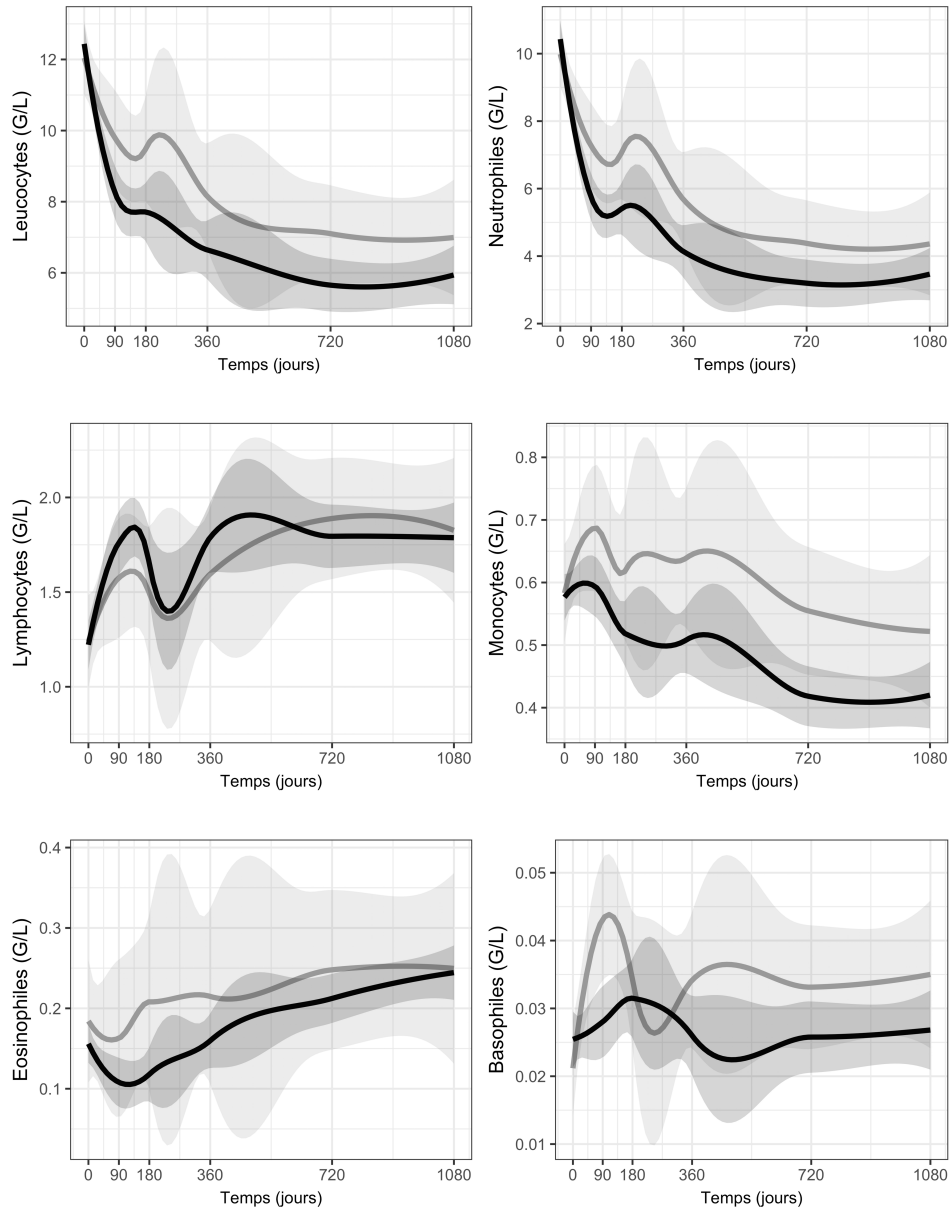 Leucocytes (G/L)
12
10
8
6
0 90 180 360 720 1080
Temps (jours)
Neutrophiles (G/L)
10
8
6
4
2
0 90 180 360 720 1080
Temps (jours)
Lymphocytes (G/L)
2.0
1.5
1.0
0 90 180 360 720 1080
Temps (jours)
Monocytes (G/L)
0.8
0.7
0.6
0.5
0.4
0 90 180 360 720 1080
Temps (jours)
Eosinophiles (G/L)
0.4
0.3
0.2
0.1
0 90 180 360 720 1080
Temps (jours)
Basophiles (G/L)
0.05
0.04
0.03
0.02
0.01
0 90 180 360 720 1080
Temps (jours)